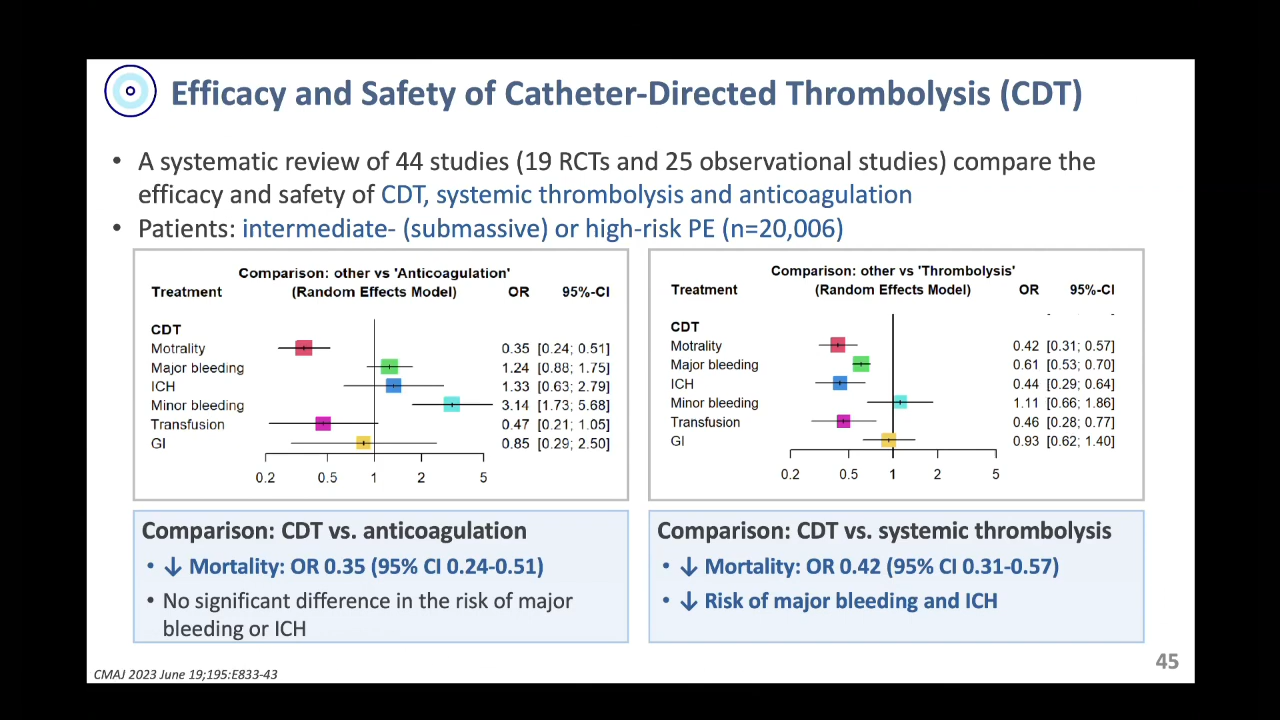 Efficacy and Safety of Catheter-Directed Thrombolysis (CDT)
• A systematic review of 44 studies (19 RCTs and 25 observational studies) compare the
efficacy and safety of CDT, systemic thrombolysis and anticoagulation
• Patients: intermediate- (submassive) or high-risk PE (n=20,006)
Comparison: other vs 'Anticoagulation'
Treatment (Random Effects Model) OR 95%-CI
CDT
Motrality 0.35 [0.24; 0.51]
Major bleeding 1.24 [0.88; 1.75]
ICH 1.33 [0.63; 2.79]
Minor bleeding 3.14 [1.73; 5.68]
Transfusion 0.47 [0.21; 1.05]
GI 0.85 [0.29; 2.50]
0.2 0.5 1 2 5
Comparison: other vs 'Thrombolysis'
Treatment (Random Effects Model) OR 95%-CI
CDT
Motrality 0.42 [0.31; 0.57]
Major bleeding 0.61 [0.53; 0.70]
ICH 0.44 [0.29; 0.64]
Minor bleeding 1.11 [0.66; 1.86]
Transfusion 0.46 [0.28; 0.77]
GI 0.93 [0.62; 1.40]
0.2 0.5 1 2 5
Comparison: CDT vs. anticoagulation
• ↓ Mortality: OR 0.35 (95% CI 0.24-0.51)
• No significant difference in the risk of major
bleeding or ICH
Comparison: CDT vs. systemic thrombolysis
• ↓ Mortality: OR 0.42 (95% CI 0.31-0.57)
• ↓ Risk of major bleeding and ICH
CMAJ 2023 June 19;195:E833-43
45